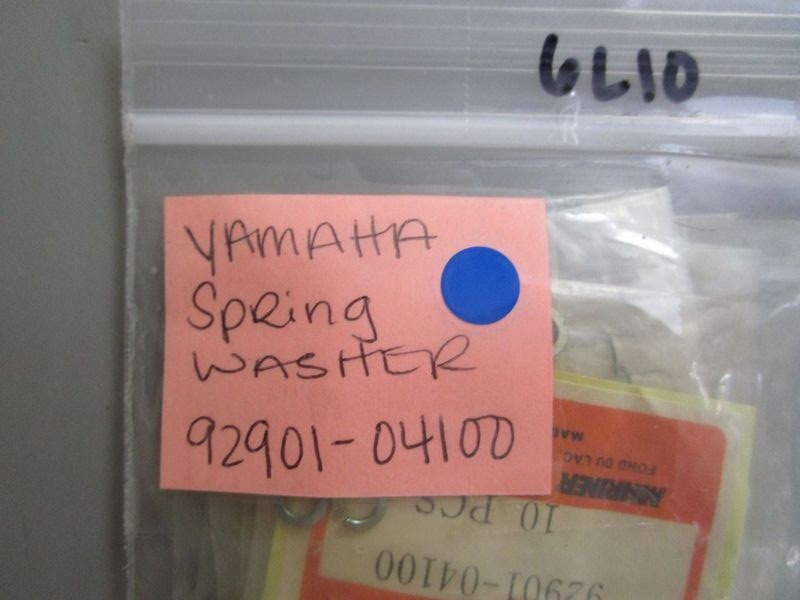 6L10
YAMAHA
Spring
WASHER
92901-04100
FOND DU LAC,
MARINER
10 PCS
92901-04100